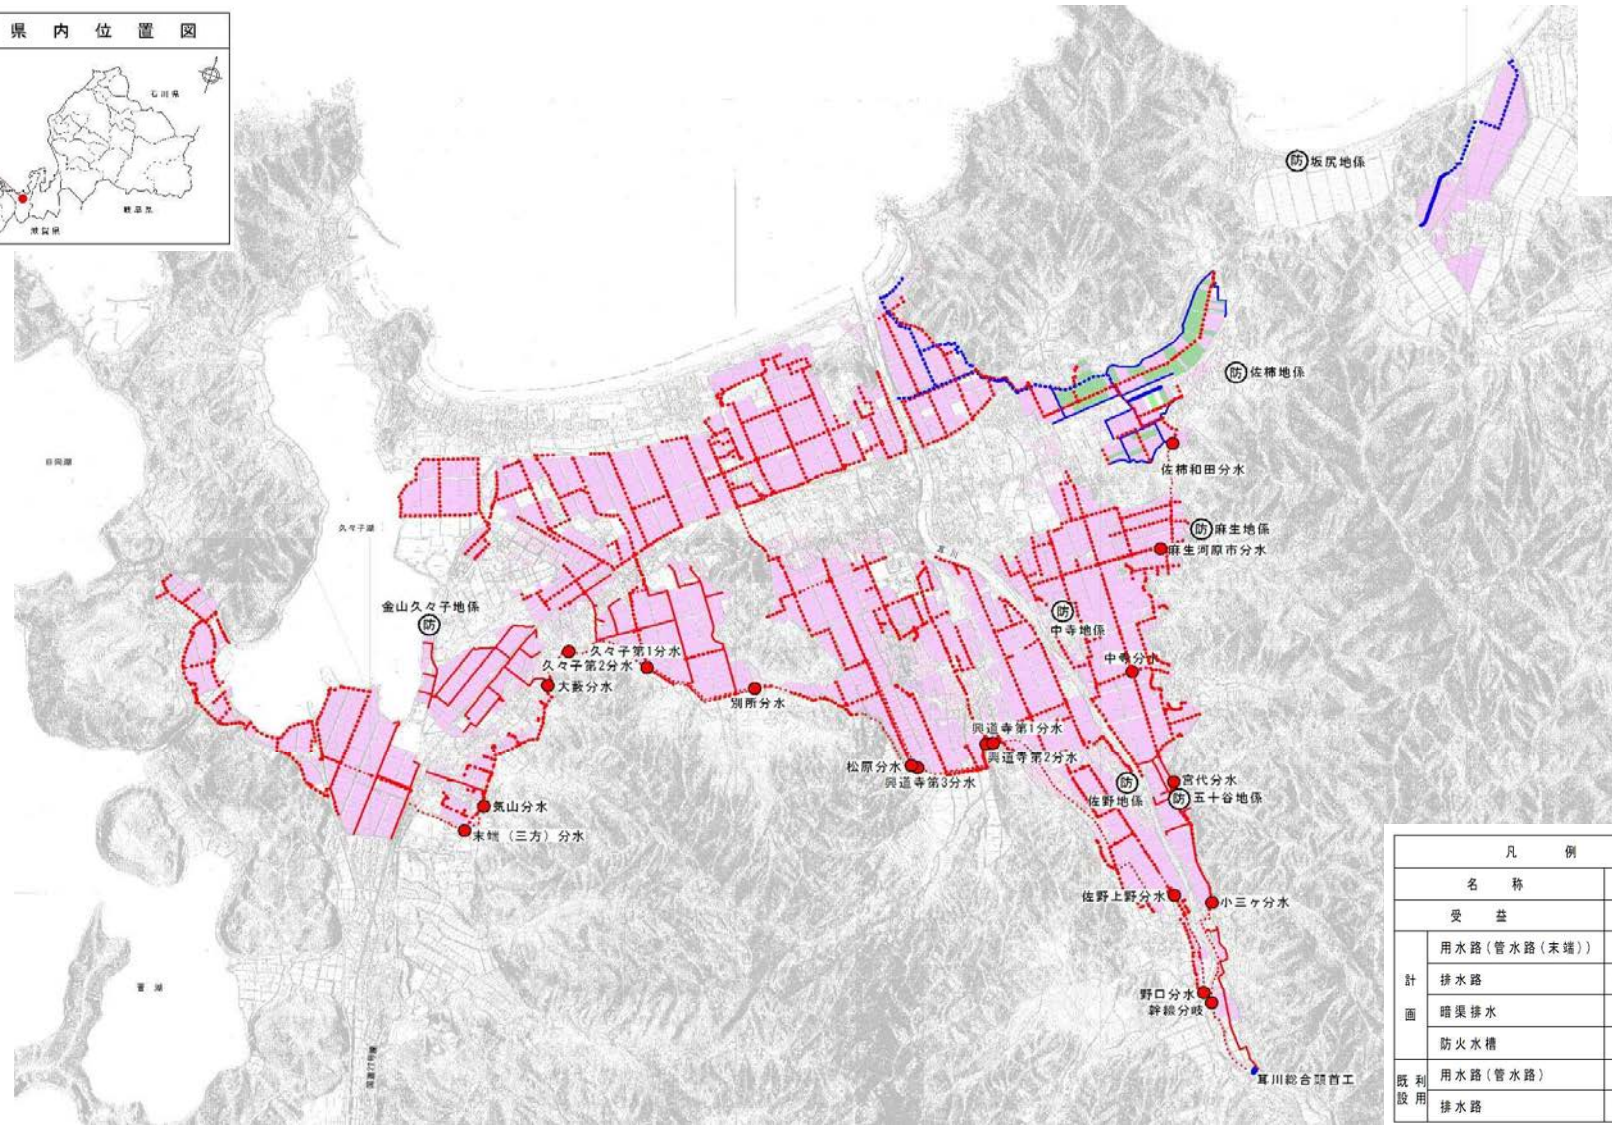 県内位置図
石川県
岐阜県
滋賀県
防 坂尻地係
防 佐柿地係
佐柿和田分水
日向湖
久々子湖
耳川
防 麻生地係
麻生河原市分水
金山久々子地係
防
防
中寺地係
久々子第1分水
久々子第2分水
中寺分水
大藪分水
別所分水
興道寺第1分水
興道寺第2分水
松原分水
興道寺第3分水
防
佐野地係
宮代分水
防 五十谷地係
気山分水
末端（三方）分水
佐野上野分水
小三ヶ分水
菅湖
野口分水
幹線分岐
耳川総合頭首工
凡例
名称
受益
計画
用水路(管水路(末端))
排水路
暗渠排水
防火水槽
既設利用
用水路(管水路)
排水路